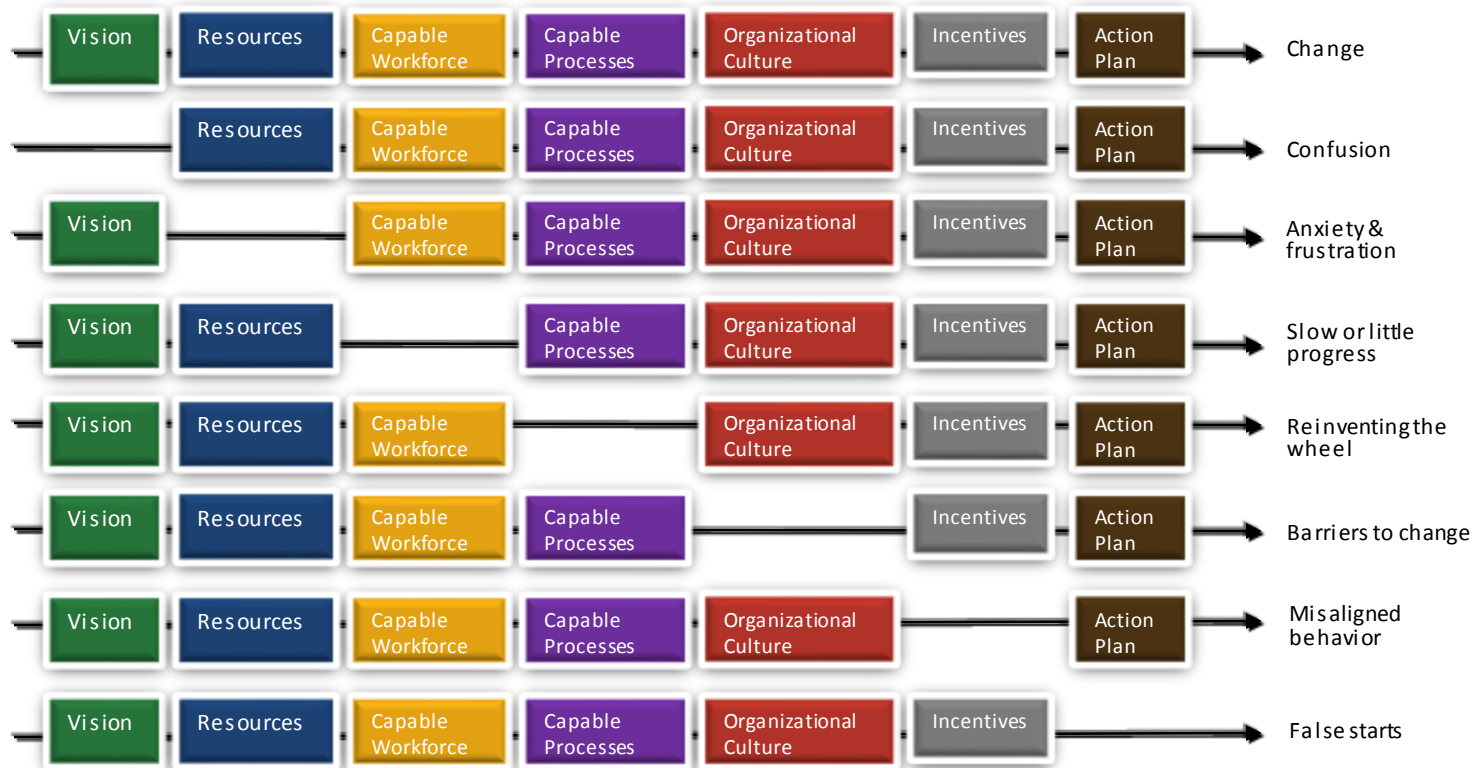 Vision
Resources
Capable
Workforce
Capable
Processes
Organizational
Culture
Incentives
Action
Plan
Change
Resources
Capable
Workforce
Capable
Processes
Organizational
Culture
Incentives
Action
Plan
Confusion
Vision
Capable
Workforce
Capable
Processes
Organizational
Culture
Incentives
Action
Plan
Anxiety &
frustration
Vision
Resources
Capable
Processes
Organizational
Culture
Incentives
Action
Plan
Slow or little
progress
Vision
Resources
Capable
Workforce
Organizational
Culture
Incentives
Action
Plan
Reinventing the
wheel
Vision
Resources
Capable
Workforce
Capable
Processes
Incentives
Action
Plan
Barriers to change
Vision
Resources
Capable
Workforce
Capable
Processes
Organizational
Culture
Action
Plan
Misaligned
behavior
Vision
Resources
Capable
Workforce
Capable
Processes
Organizational
Culture
Incentives
False starts